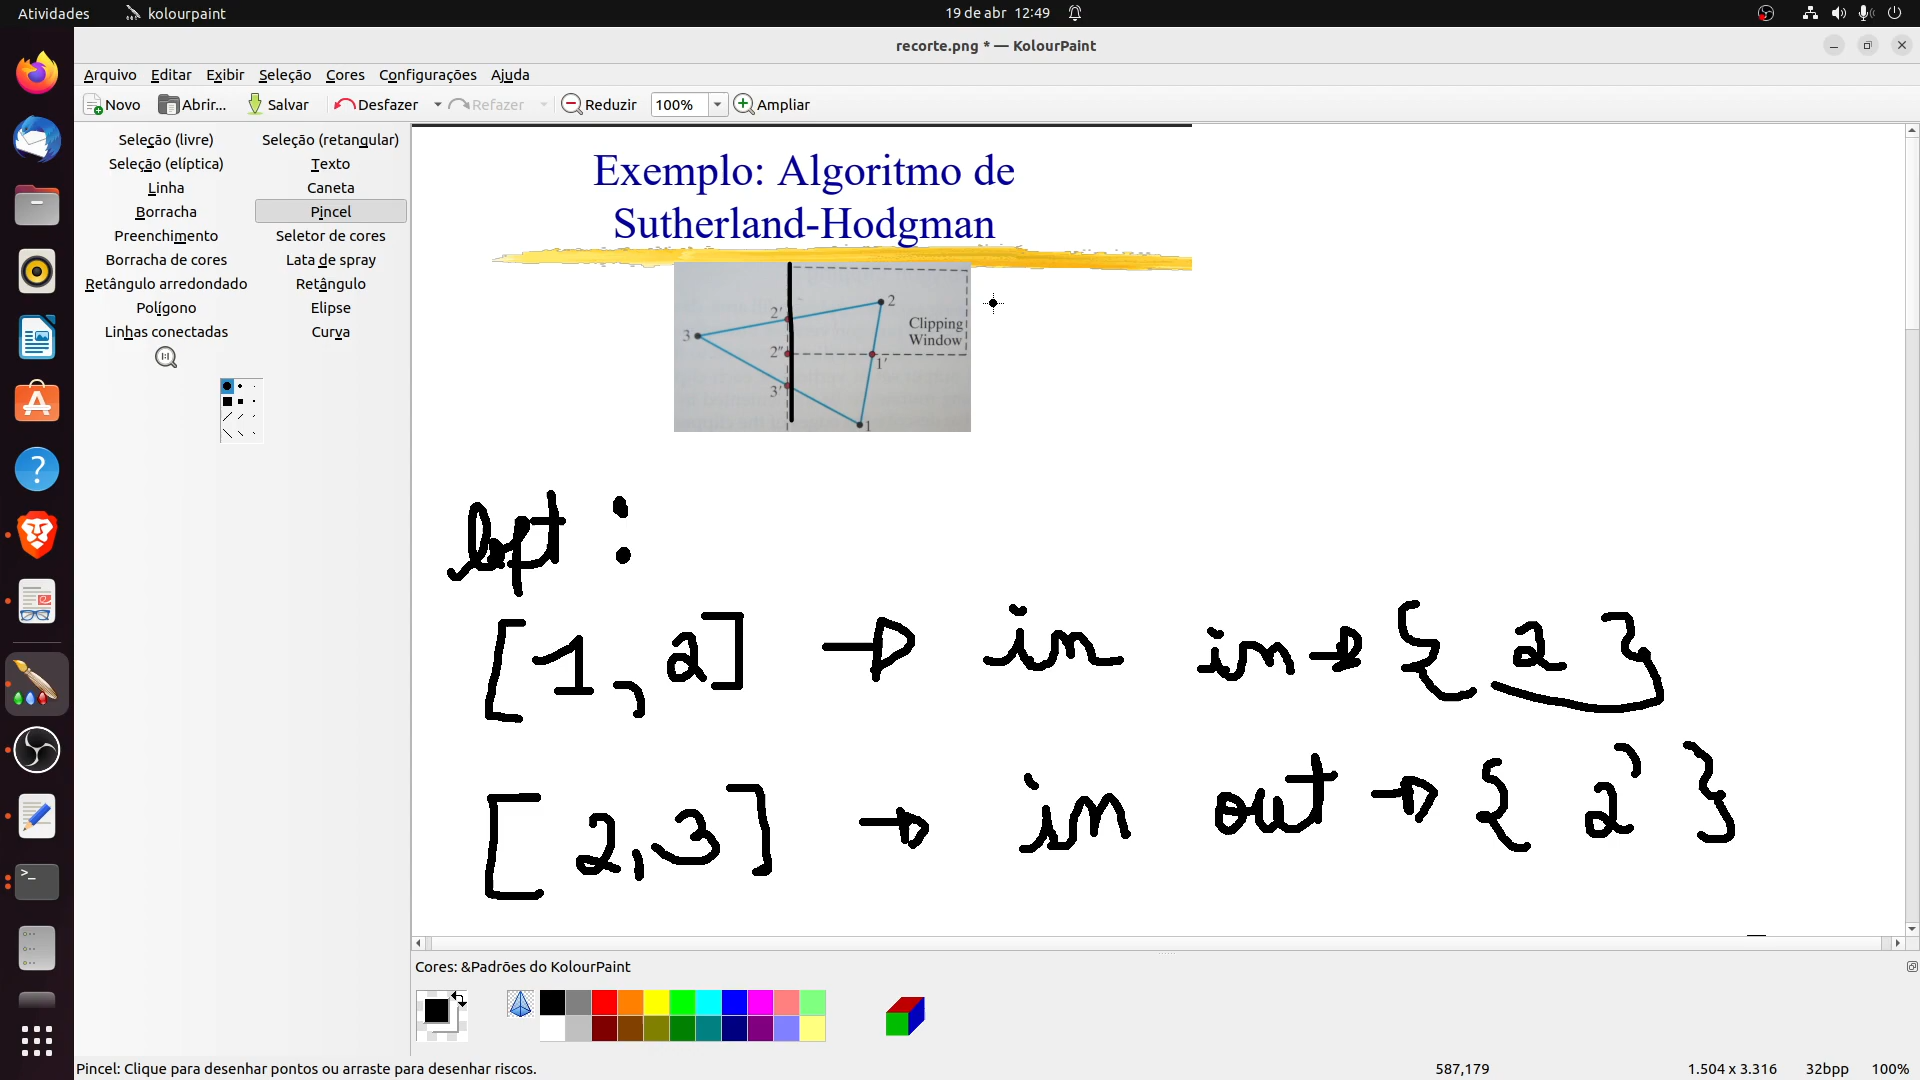 Atividades kolourpaint 19 de abr 12:49
recorte.png * — KolourPaint
Arquivo Editar Exibir Seleção Cores Configurações Ajuda
Novo Abrir... Salvar Desfazer Refazer Reduzir 100% Ampliar
Seleção (livre) Seleção (retangular)
Seleção (elíptica) Texto
Linha Caneta
Borracha Pincel
Preenchimento Seletor de cores
Borracha de cores Lata de spray
Retângulo arredondado Retângulo
Polígono Elipse
Linhas conectadas Curva
Exemplo: Algoritmo de
Sutherland-Hodgman
2
2'
3
Clipping
Window
2"
1'
3'
1
left :
[1,2] → in in → { 2 }
[2,3] → in out → { 2' }
Cores: &Padrões do KolourPaint
Pincel: Clique para desenhar pontos ou arraste para desenhar riscos. 587,179 1.504 x 3.316 32bpp 100%